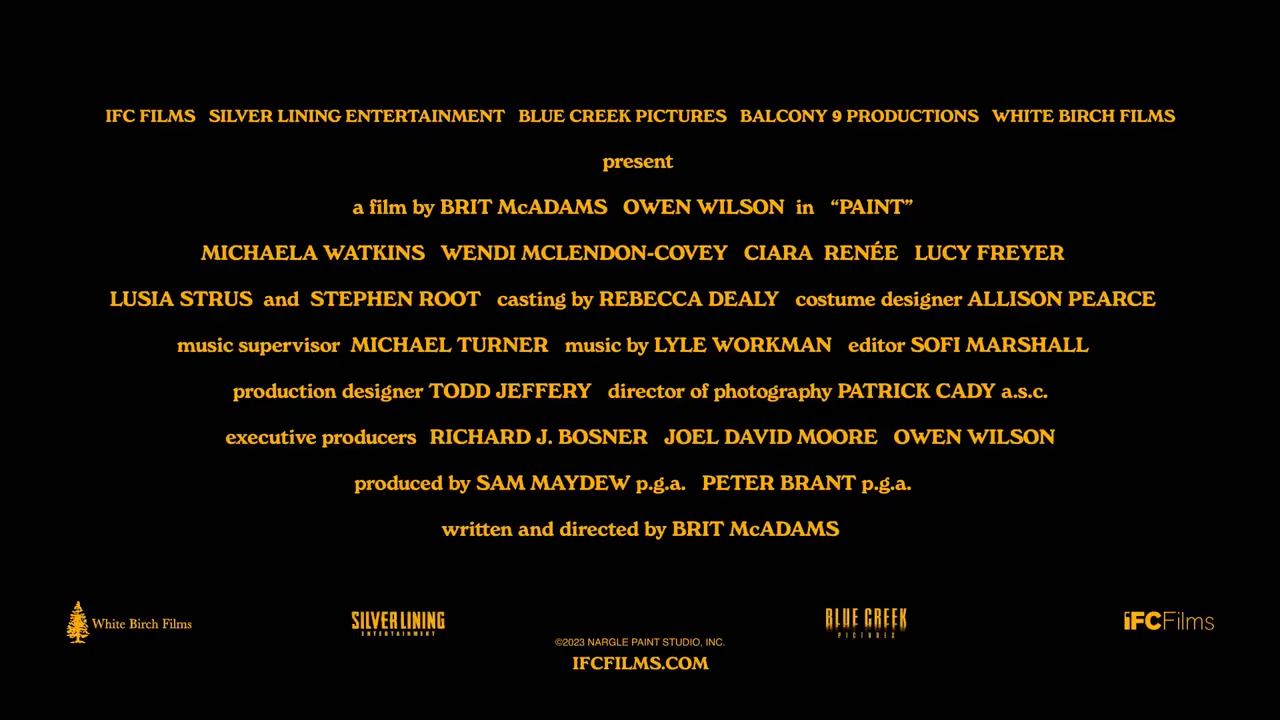 IFC FILMS SILVER LINING ENTERTAINMENT BLUE CREEK PICTURES BALCONY 9 PRODUCTIONS WHITE BIRCH FILMS
present
a film by BRIT McADAMS OWEN WILSON in “PAINT”
MICHAELA WATKINS WENDI MCLENDON-COVEY CIARA RENÉE LUCY FREYER
LUSIA STRUS and STEPHEN ROOT casting by REBECCA DEALY costume designer ALLISON PEARCE
music supervisor MICHAEL TURNER music by LYLE WORKMAN editor SOFI MARSHALL
production designer TODD JEFFERY director of photography PATRICK CADY a.s.c.
executive producers RICHARD J. BOSNER JOEL DAVID MOORE OWEN WILSON
produced by SAM MAYDEW p.g.a. PETER BRANT p.g.a.
written and directed by BRIT McADAMS
White Birch Films
SILVER LINING
ENTERTAINMENT
BLUE CREEK
PICTURES
iFCFilms
©2023 NARGLE PAINT STUDIO, INC.
IFCFILMS.COM